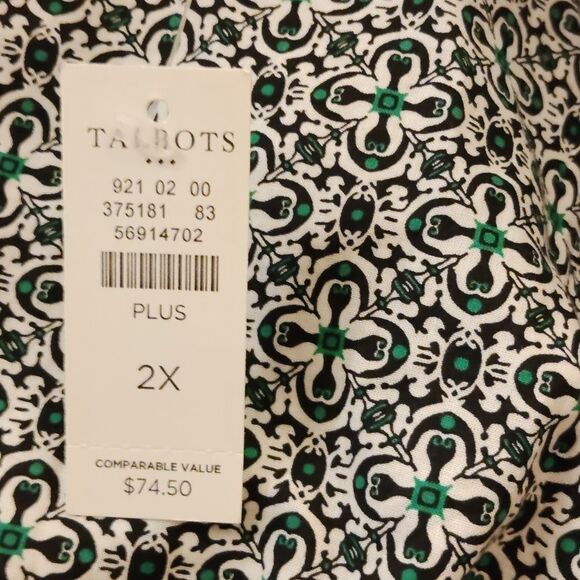 TALBOTS
921 02 00
375181 83
56914702
PLUS
2X
COMPARABLE VALUE
$74.50